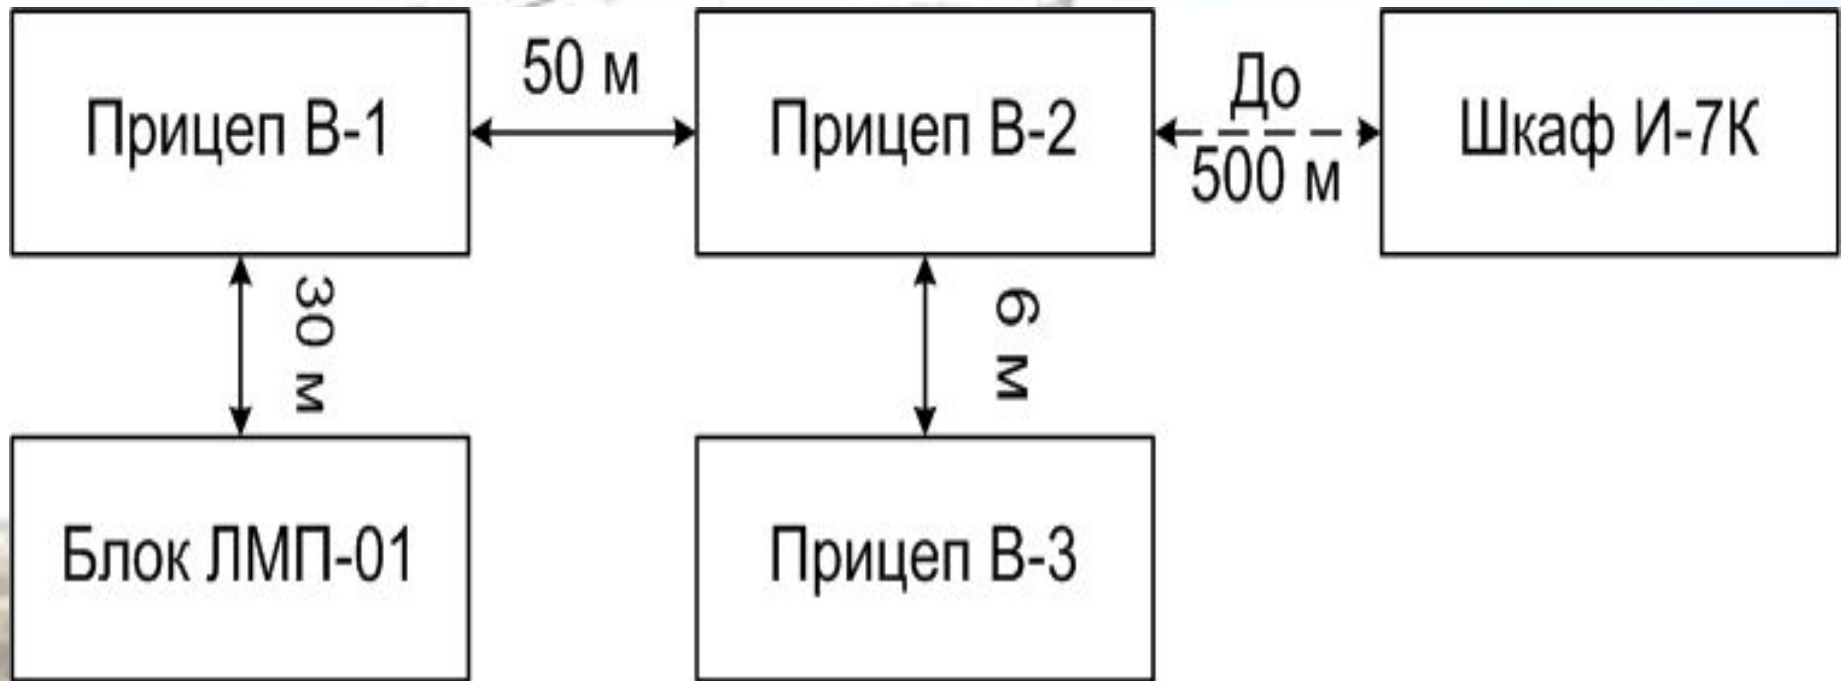 Прицеп В-1
50 м
Прицеп В-2
До
500 м
Шкаф И-7К
30 м
6 м
Блок ЛМП-01
Прицеп В-3